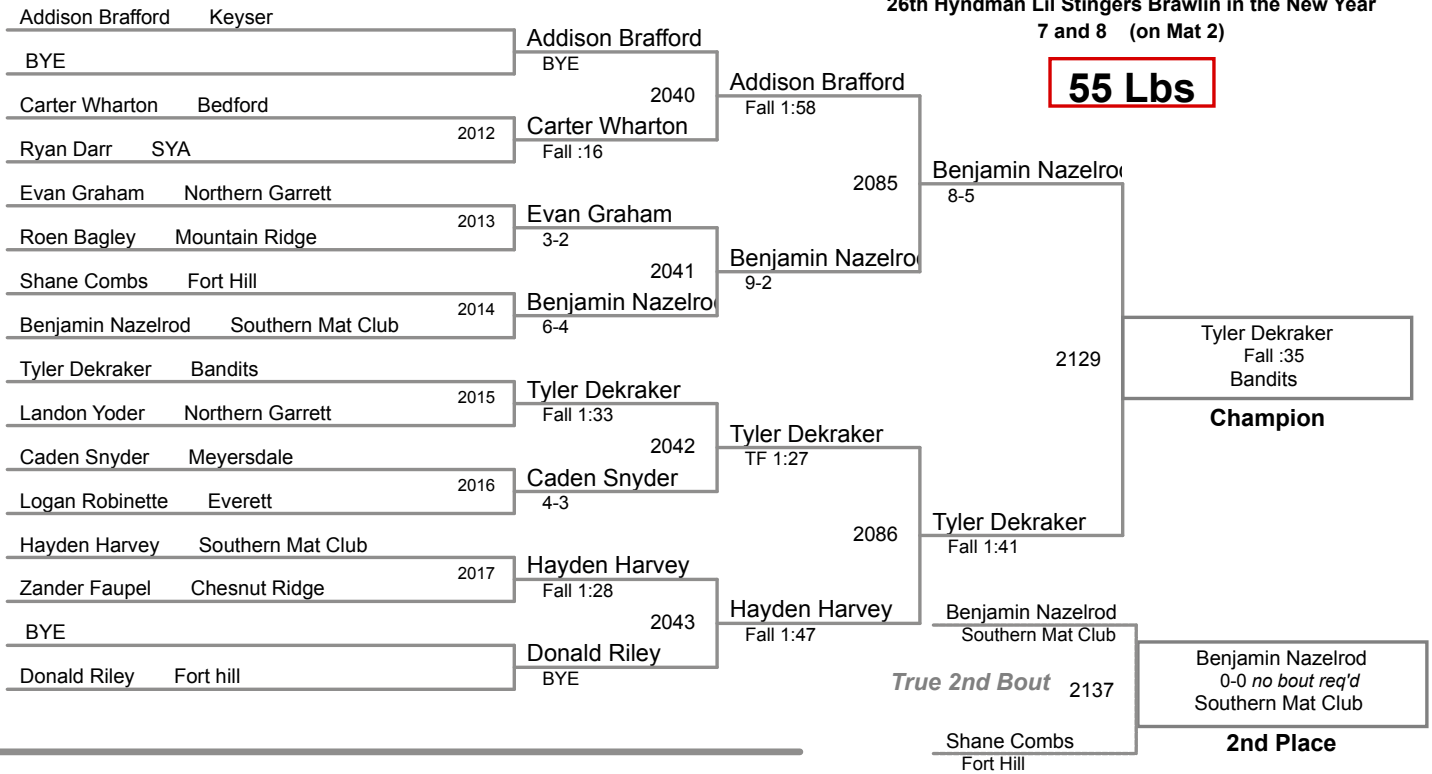 26th Hyndman Lil Stingers Brawlin in the New Year
7 and 8 (on Mat 2)
55 Lbs
Addison Brafford Keyser
BYE
Carter Wharton Bedford
2012
Ryan Darr SYA
Evan Graham Northern Garrett
2013
Roen Bagley Mountain Ridge
Shane Combs Fort Hill
2014
Benjamin Nazelrod Southern Mat Club
Tyler Dekraker Bandits
2015
Landon Yoder Northern Garrett
Caden Snyder Meyersdale
2016
Logan Robinette Everett
Hayden Harvey Southern Mat Club
2017
Zander Faupel Chesnut Ridge
BYE
Donald Riley Fort hill
Addison Brafford
BYE
2040
Carter Wharton
Fall :16
Evan Graham
3-2
2041
Benjamin Nazelro
6-4
Tyler Dekraker
Fall 1:33
2042
Caden Snyder
4-3
Hayden Harvey
Fall 1:28
2043
Donald Riley
BYE
Addison Brafford
Fall 1:58
2085
Benjamin Nazelro
9-2
Tyler Dekraker
TF 1:27
2086
Hayden Harvey
Fall 1:47
Benjamin Nazelro
8-5
2129
Tyler Dekraker
Fall 1:41
Tyler Dekraker
Fall :35
Bandits
Champion
Benjamin Nazelrod
Southern Mat Club
True 2nd Bout 2137
Shane Combs
Fort Hill
Benjamin Nazelrod
0-0 no bout req'd
Southern Mat Club
2nd Place